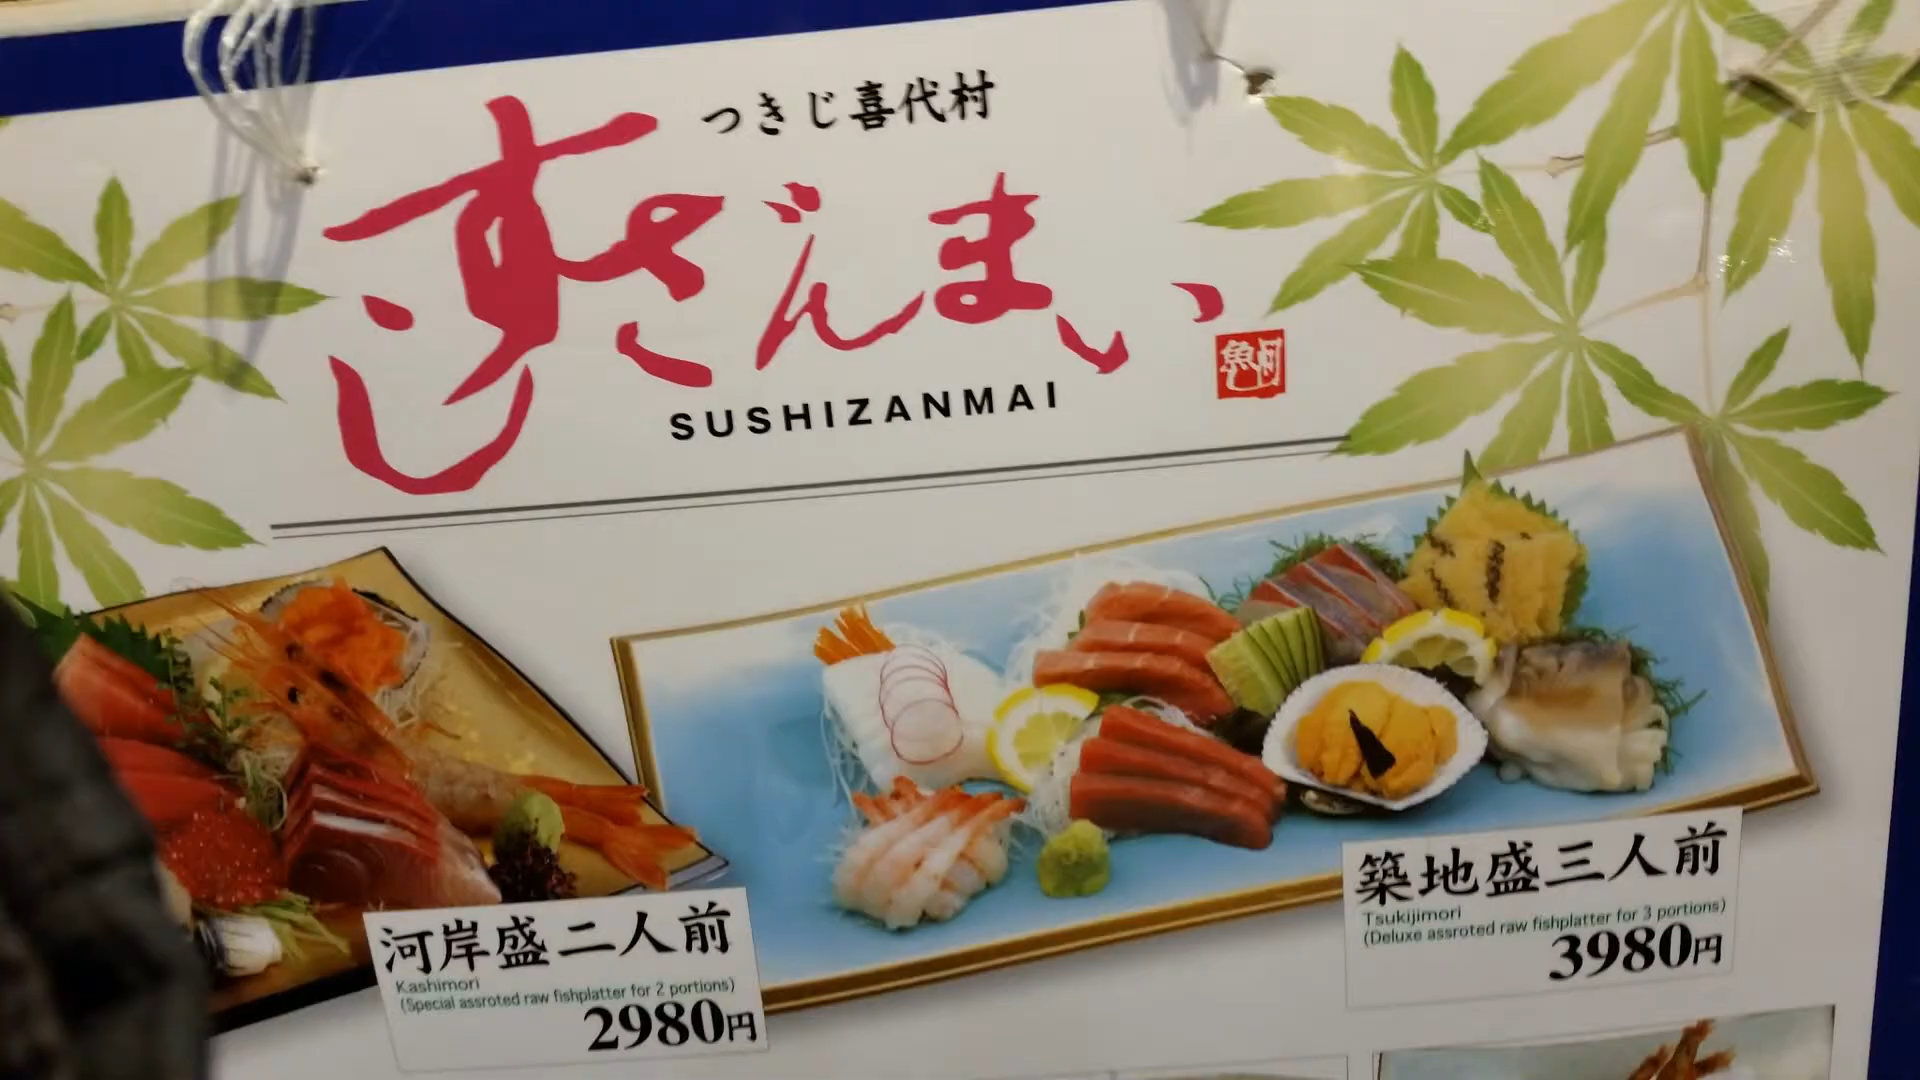 つきじ喜代村
すしざんまい
SUSHIZANMAI
河岸盛二人前
Kashimori
(Special assroted raw fishplatter for 2 portions)
2980円
築地盛三人前
Tsukijimori
(Deluxe assroted raw fishplatter for 3 portions)
3980円